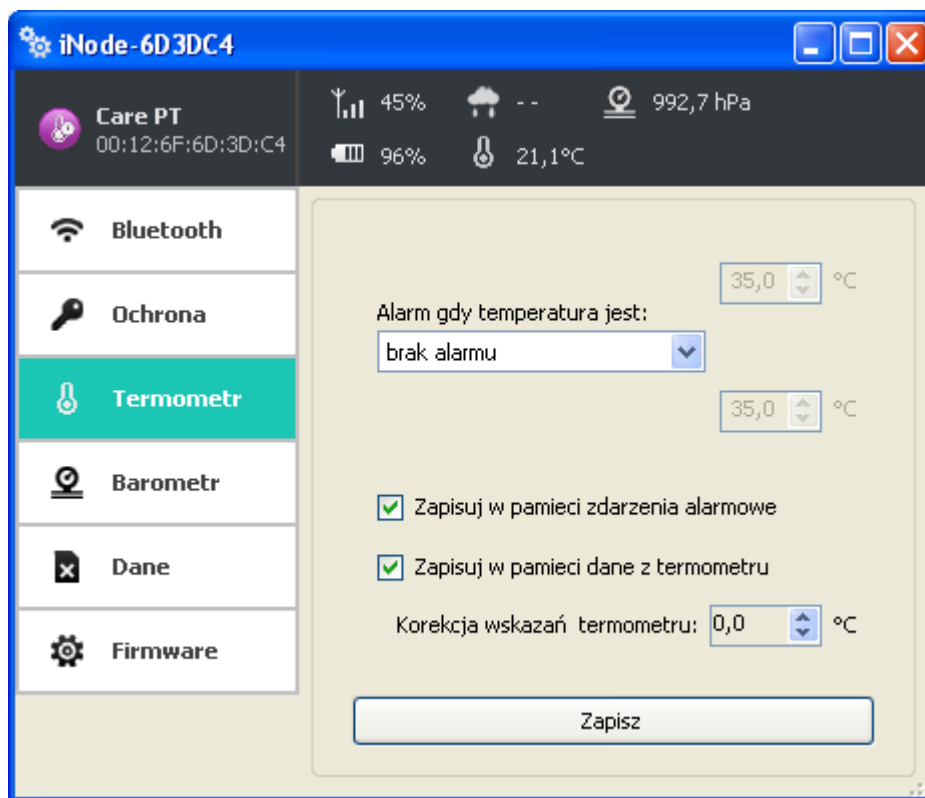 iNode-6D3DC4
Care PT
00:12:6F:6D:3D:C4
45% -- 992,7 hPa
96% 21,1°C
Bluetooth
Ochrona
Termometr
Barometr
Dane
Firmware
35,0 °C
Alarm gdy temperatura jest:
brak alarmu
35,0 °C
Zapisuj w pamieci zdarzenia alarmowe
Zapisuj w pamieci dane z termometru
Korekcja wskazań termometru: 0,0 °C
Zapisz